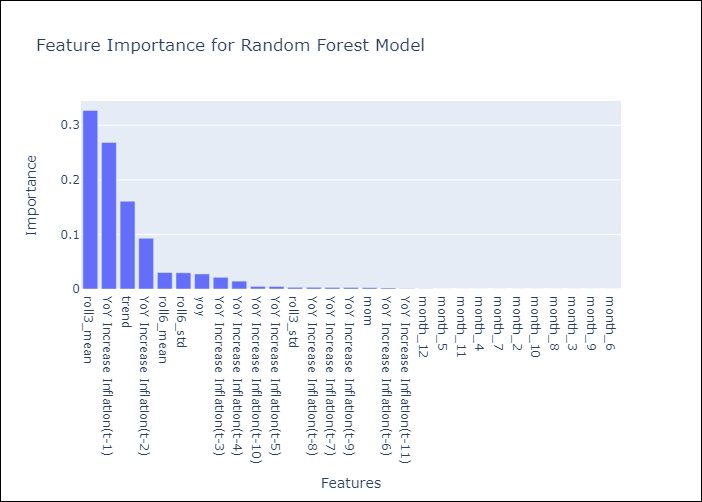 Feature Importance for Random Forest Model
0.3
0.2
0.1
0
Importance
roll3_mean
YoY Increase Inflation(t-1)
trend
YoY Increase Inflation(t-2)
roll6_mean
roll6_std
yoy
YoY Increase Inflation(t-3)
YoY Increase Inflation(t-4)
YoY Increase Inflation(t-10)
YoY Increase Inflation(t-5)
roll3_std
YoY Increase Inflation(t-8)
YoY Increase Inflation(t-7)
YoY Increase Inflation(t-9)
mom
YoY Increase Inflation(t-6)
YoY Increase Inflation(t-11)
month_12
month_5
month_11
month_4
month_7
month_2
month_10
month_8
month_3
month_9
month_6
Features